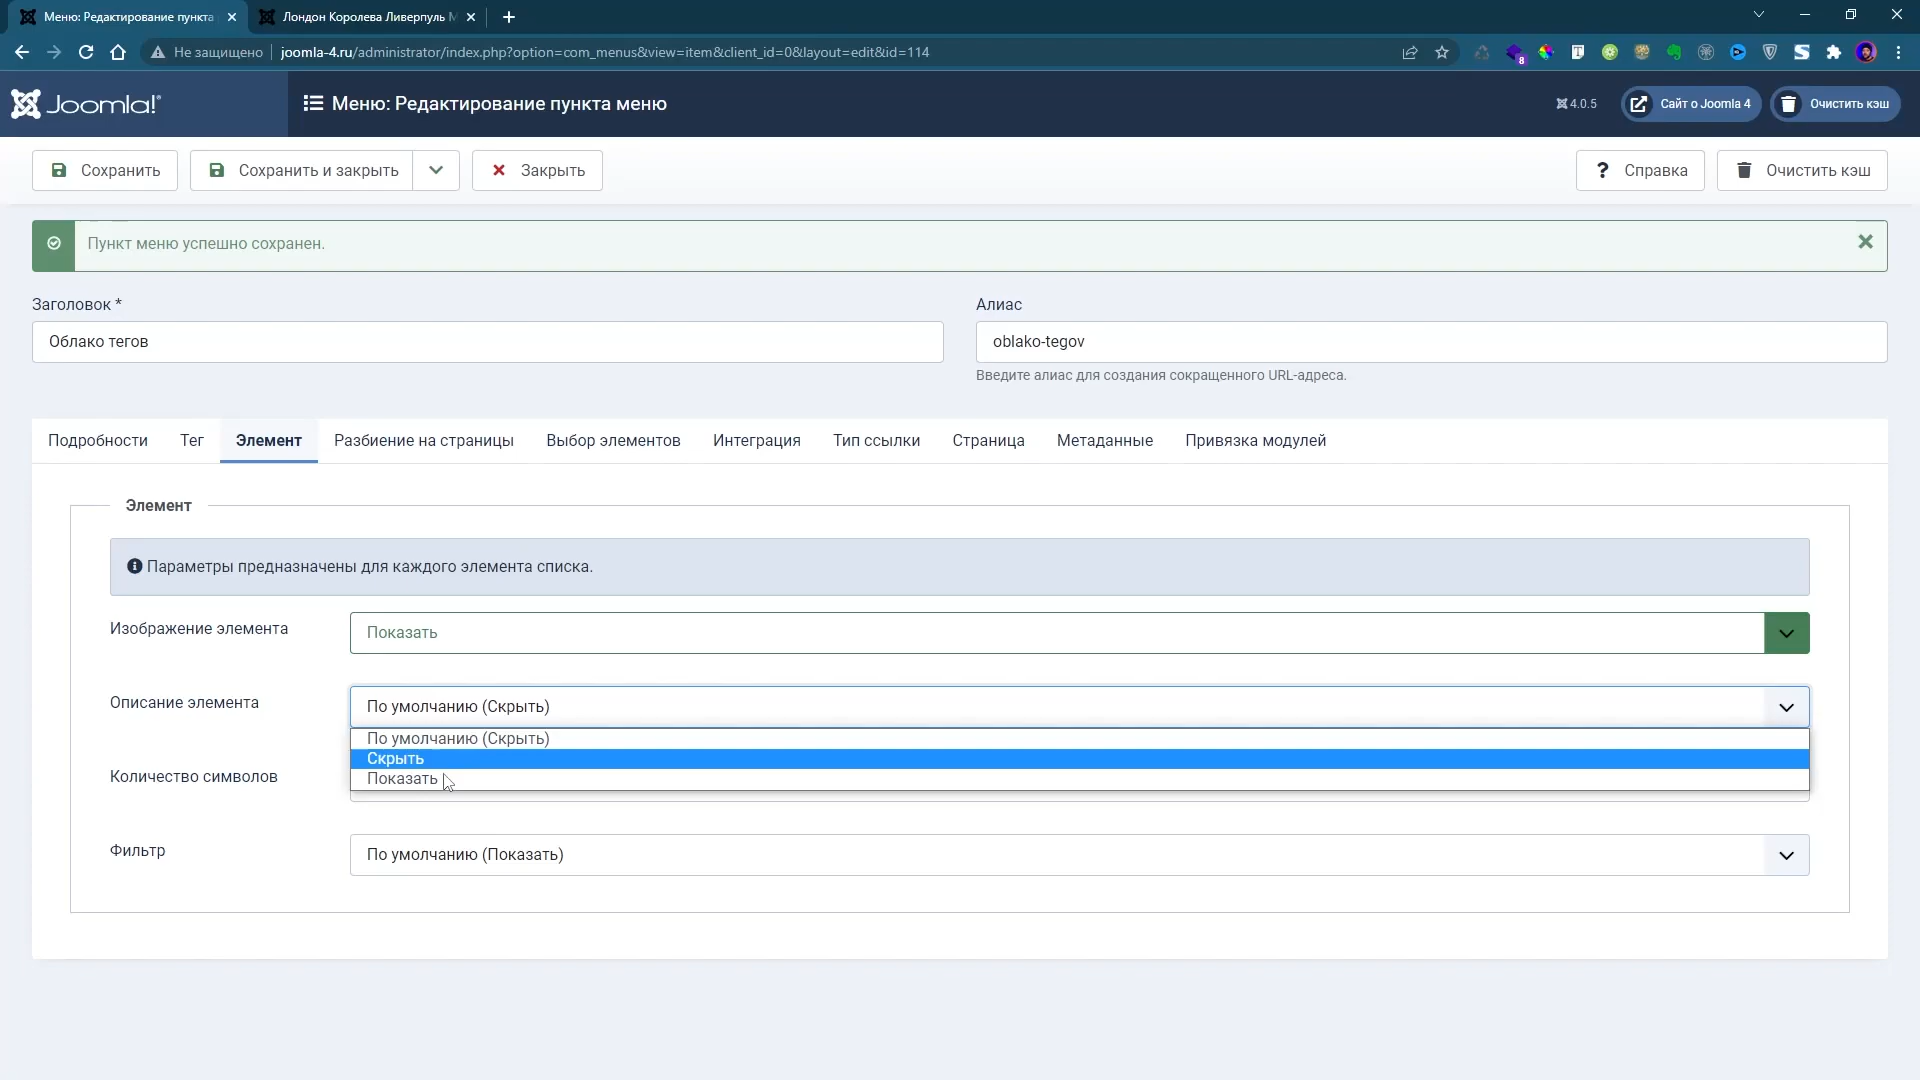 Меню: Редактирование пункта
Лондон Королева Ливерпуль М
Не защищено
joomla-4.ru/administrator/index.php?option=com_menus&view=item&client_id=0&layout=edit&id=114
8
Joomla!
Меню: Редактирование пункта меню
4.0.5
Сайт о Joomla 4
Очистить кэш
Сохранить
Сохранить и закрыть
Закрыть
Справка
Очистить кэш
Пункт меню успешно сохранен.
Заголовок *
Алиас
Облако тегов
oblako-tegov
Введите алиас для создания сокращенного URL-адреса.
Подробности
Тег
Элемент
Разбиение на страницы
Выбор элементов
Интеграция
Тип ссылки
Страница
Метаданные
Привязка модулей
Элемент
Параметры предназначены для каждого элемента списка.
Изображение элемента
Показать
Описание элемента
По умолчанию (Скрыть)
По умолчанию (Скрыть)
Скрыть
Показать
Количество символов
Фильтр
По умолчанию (Показать)